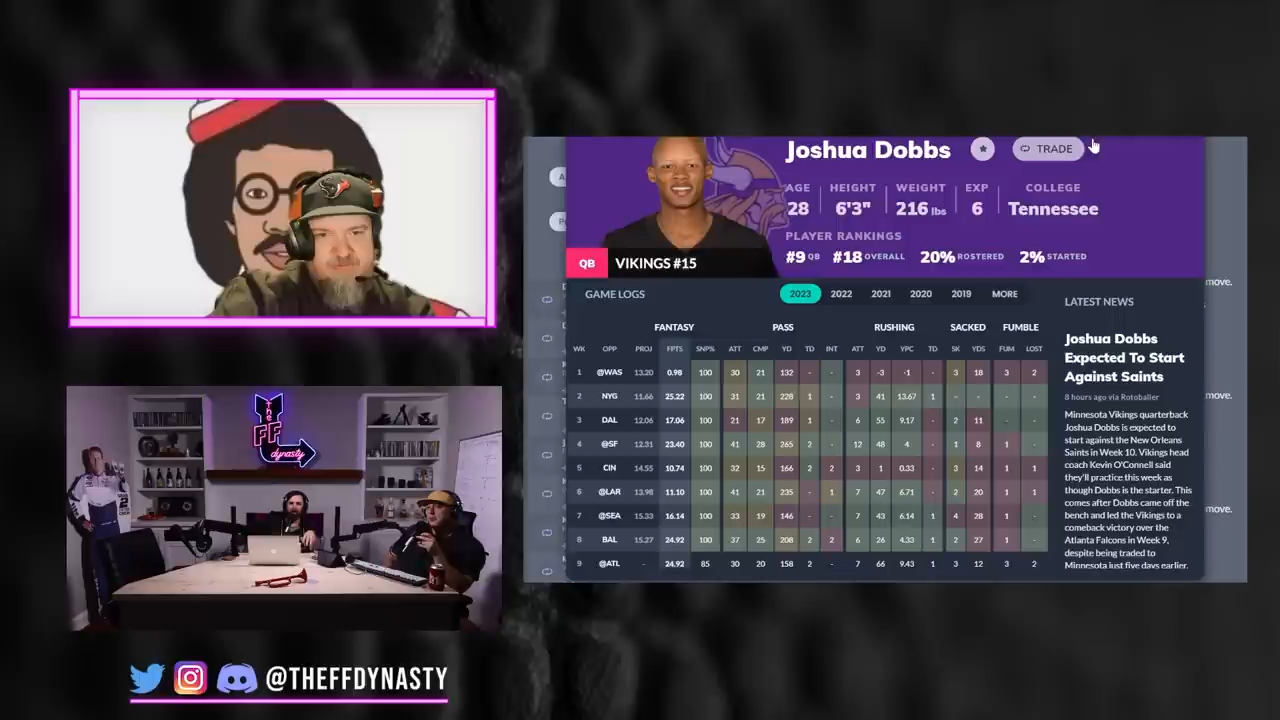 The
FF
dynasty
@THEFFDYNASTY
Joshua Dobbs
TRADE
AGE HEIGHT WEIGHT EXP COLLEGE
28 6'3" 216 lbs 6 Tennessee
PLAYER RANKINGS
#9 QB #18 OVERALL 20% ROSTERED 2% STARTED
QB VIKINGS #15
GAME LOGS 2023 2022 2021 2020 2019 MORE
FANTASY PASS RUSHING SACKED FUMBLE
WK OPP PROJ FPTS SNP% ATT CMP YD TD INT ATT YD YPC TD SK YDS FUM LOST
1 @WAS 13.20 0.98 100 30 21 132 - - 3 -3 -1 - 3 18 3 2
2 NYG 11.66 25.22 100 31 21 228 1 - 3 41 13.67 1 - - - -
3 DAL 12.06 17.06 100 21 17 189 1 - 6 55 9.17 - 2 11 - -
4 @SF 12.31 23.40 100 41 28 265 2 - 12 48 4 - 1 8 1 -
5 CIN 14.55 10.74 100 32 15 166 2 2 3 1 0.33 - 3 14 1 1
6 @LAR 13.98 11.10 100 41 21 235 - 1 7 47 6.71 - 2 20 1 1
7 @SEA 15.33 16.14 100 33 19 146 - - 7 43 6.14 1 4 28 1 -
8 BAL 15.27 24.92 100 37 25 208 2 2 6 26 4.33 1 2 27 1 -
9 @ATL - 24.92 85 30 20 158 2 - 7 66 9.43 1 3 12 3 2
LATEST NEWS
Joshua Dobbs
Expected To Start
Against Saints
8 hours ago via Rotoballer
Minnesota Vikings quarterback
Joshua Dobbs is expected to
start against the New Orleans
Saints in Week 10. Vikings head
coach Kevin O'Connell said
they'll practice this week as
though Dobbs is the starter. This
comes after Dobbs came off the
bench and led the Vikings to a
comeback victory over the
Atlanta Falcons in Week 9,
despite being traded to
Minnesota just five days earlier.
move.
move.
move.